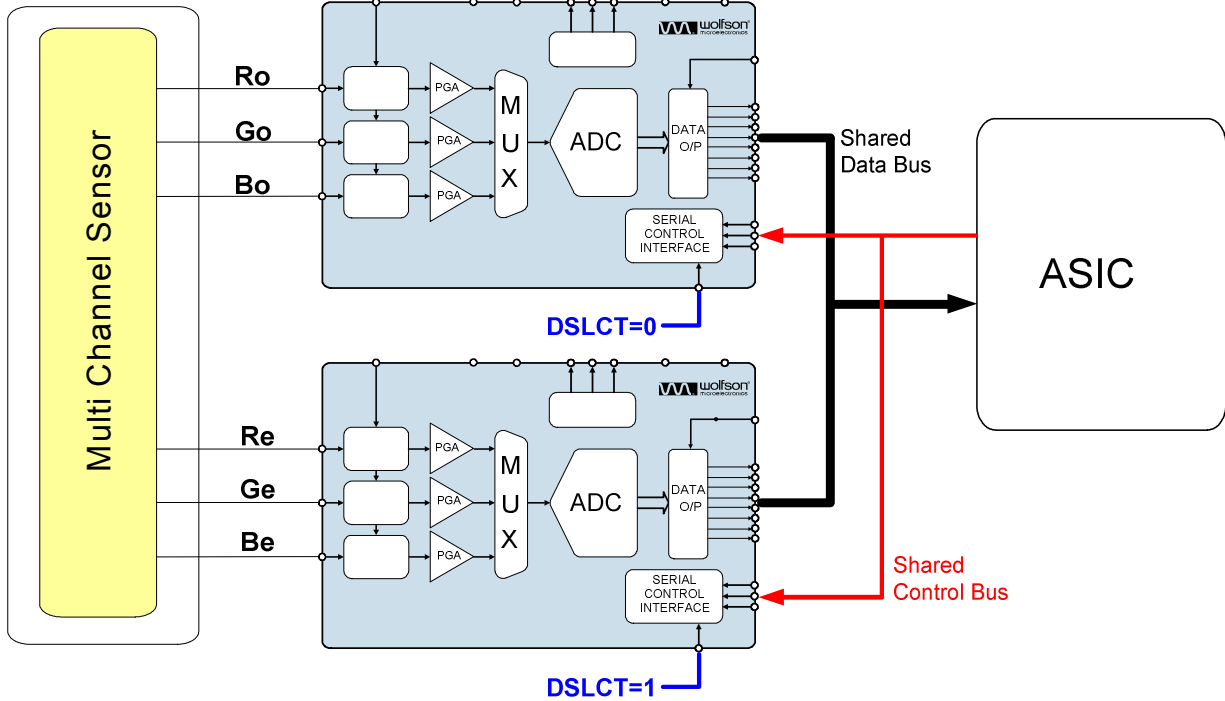 Multi Channel Sensor
Ro
Go
Bo
wolfson®
microelectronics
PGA
PGA
PGA
M
U
X
ADC
DATA
O/P
SERIAL
CONTROL
INTERFACE
DSLCT=0
Shared
Data Bus
ASIC
Re
Ge
Be
wolfson®
microelectronics
PGA
PGA
PGA
M
U
X
ADC
DATA
O/P
SERIAL
CONTROL
INTERFACE
DSLCT=1
Shared
Control Bus